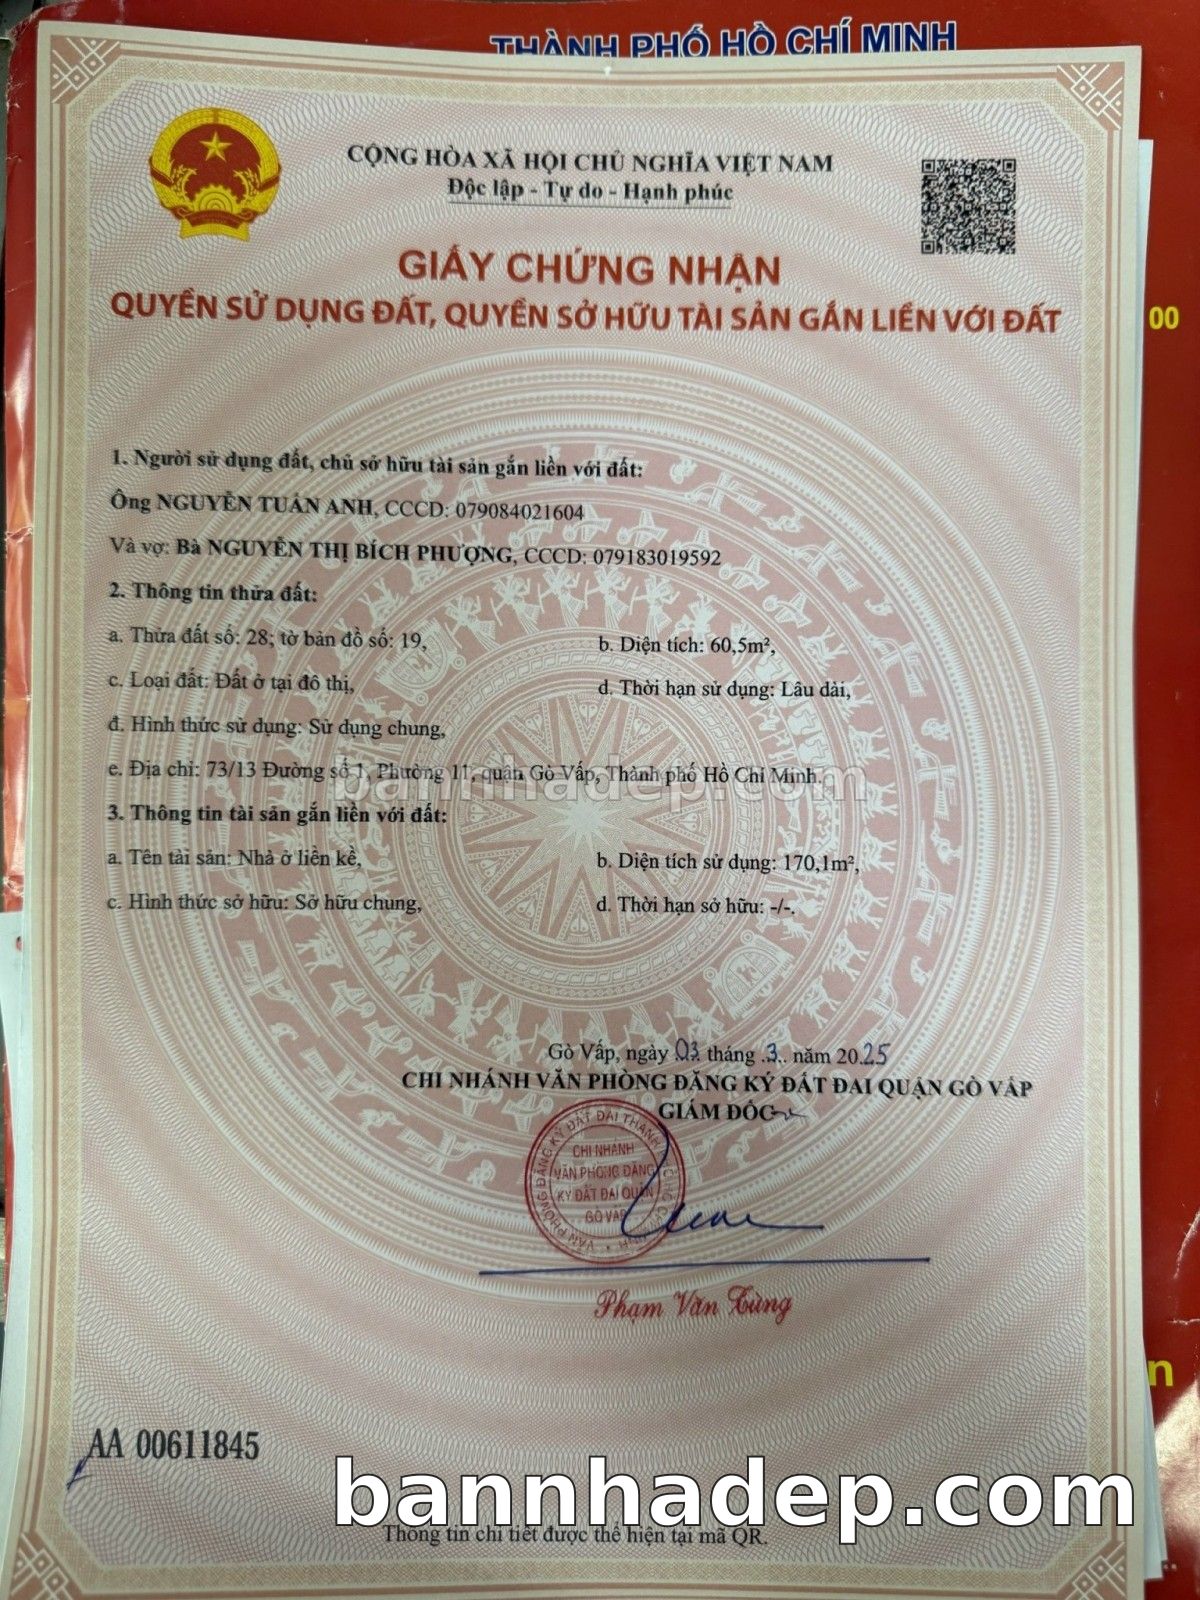 THÀNH PHỐ HỒ CHÍ MINH
CỘNG HÒA XÃ HỘI CHỦ NGHĨA VIỆT NAM
Độc lập - Tự do - Hạnh phúc
GIẤY CHỨNG NHẬN
QUYỀN SỬ DỤNG ĐẤT, QUYỀN SỞ HỮU TÀI SẢN GẮN LIỀN VỚI ĐẤT
00
1. Người sử dụng đất, chủ sở hữu tài sản gắn liền với đất:
Ông NGUYỄN TUẤN ANH, CCCD: 079084021604
Và vợ: Bà NGUYỄN THỊ BÍCH PHƯỢNG, CCCD: 079183019592
2. Thông tin thửa đất:
a. Thửa đất số: 28; tờ bản đồ số: 19, b. Diện tích: 60,5m²,
c. Loại đất: Đất ở tại đô thị, d. Thời hạn sử dụng: Lâu dài,
đ. Hình thức sử dụng: Sử dụng chung,
e. Địa chỉ: 73/13 Đường số 1, Phường 11, quận Gò Vấp, Thành phố Hồ Chí Minh.
bannhadep.com
3. Thông tin tài sản gắn liền với đất:
a. Tên tài sản: Nhà ở liền kề, b. Diện tích sử dụng: 170,1m²,
c. Hình thức sở hữu: Sở hữu chung, d. Thời hạn sở hữu: -/-.
Gò Vấp, ngày 03 tháng 3 năm 2025
CHI NHÁNH VĂN PHÒNG ĐĂNG KÝ ĐẤT ĐAI QUẬN GÒ VẤP
GIÁM ĐỐC
CHI NHÁNH
VĂN PHÒNG ĐĂNG
KÝ ĐẤT ĐAI QUẬN
GÒ VẤP
Phạm Văn Tùng
n
AA 00611845
bannhadep.com
Thông tin chi tiết được thể hiện tại mã QR.